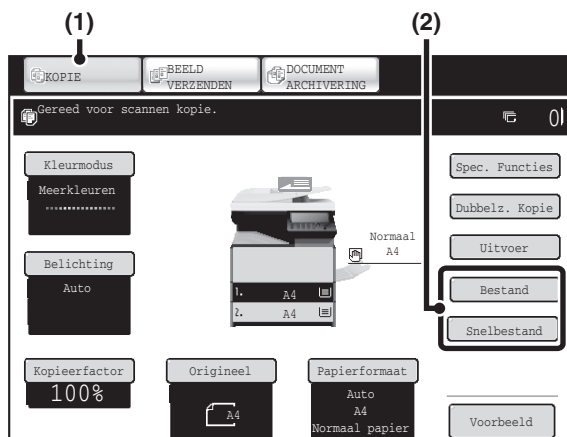 (1)
(2)
KOPIE
BEELD
VERZENDEN
DOCUMENT
ARCHIVERING
Gereed voor scannen kopie.
0
Kleurmodus
Meerkleuren
Spec. Functies
Dubbelz. Kopie
Normaal
A4
Uitvoer
Belichting
Auto
1. A4
2. A4
Bestand
Snelbestand
Kopieerfactor
100%
Origineel
A4
Papierformaat
Auto
A4
Normaal papier
Voorbeeld